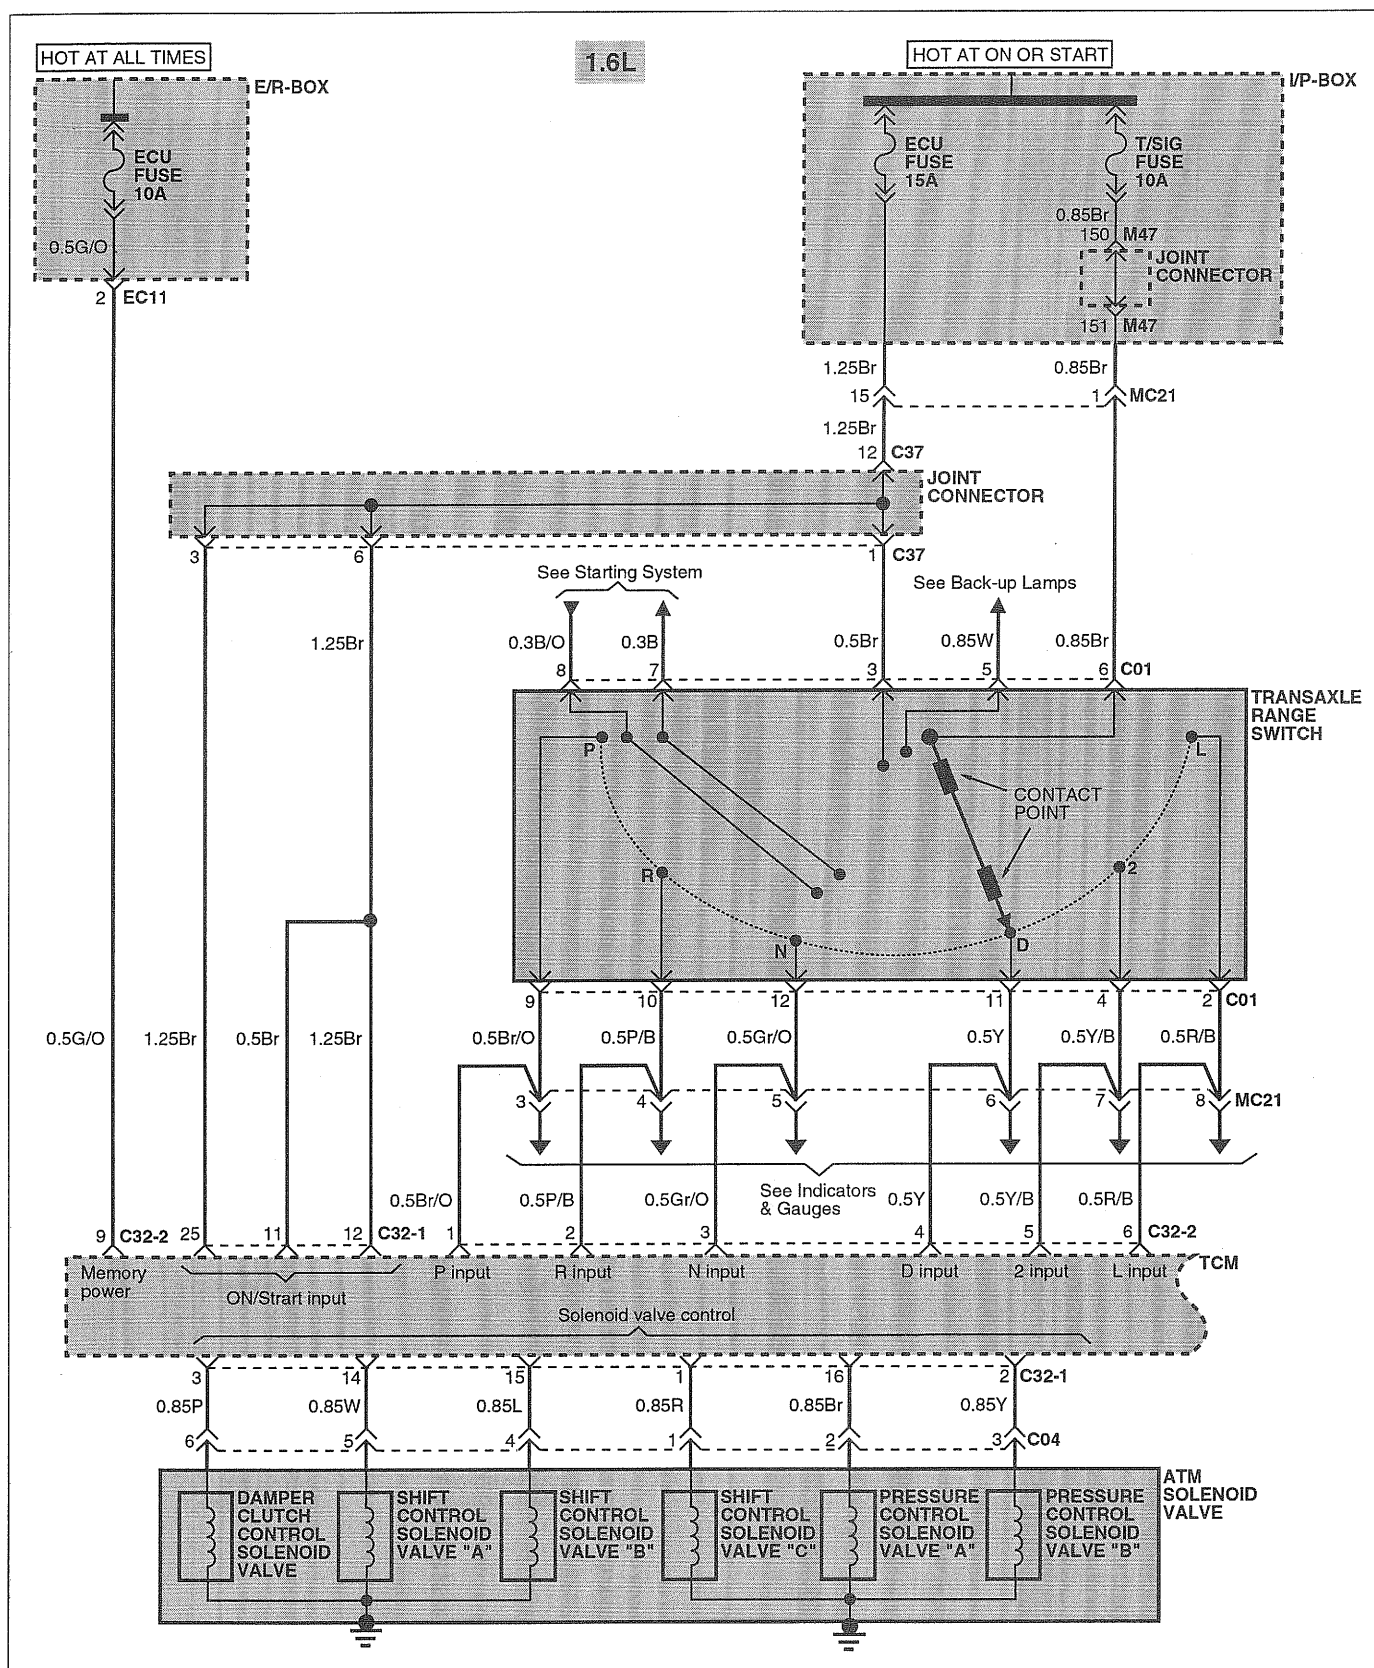 HOT AT ALL TIMES
1.6L
HOT AT ON OR START
E/R-BOX
I/P-BOX
ECU
FUSE
10A
ECU
FUSE
15A
T/SIG
FUSE
10A
0.5G/O
0.85Br
150 M47
JOINT
CONNECTOR
2 EC11
151 M47
1.25Br
0.85Br
15
1 MC21
1.25Br
12 C37
JOINT
CONNECTOR
3
6
1 C37
See Starting System
See Back-up Lamps
1.25Br
0.3B/O
0.3B
0.5Br
0.85W
0.85Br
8
7
3
5
6 C01
TRANSAXLE
RANGE
SWITCH
P
L
CONTACT
POINT
R
2
N
D
9
10
12
11
4
2 C01
0.5G/O
1.25Br
0.5Br
1.25Br
0.5Br/O
0.5P/B
0.5Gr/O
0.5Y
0.5Y/B
0.5R/B
3
4
5
6
7
8 MC21
See Indicators
& Gauges
0.5Br/O
0.5P/B
0.5Gr/O
0.5Y
0.5Y/B
0.5R/B
9 C32-2
25
11
12 C32-1
1
2
3
4
5
6 C32-2
TCM
Memory
power
ON/Strart input
P input
R input
N input
D input
2 input
L input
Solenoid valve control
3
14
15
1
16
2 C32-1
0.85P
0.85W
0.85L
0.85R
0.85Br
0.85Y
6
5
4
1
2
3 C04
ATM
SOLENOID
VALVE
DAMPER
CLUTCH
CONTROL
SOLENOID
VALVE
SHIFT
CONTROL
SOLENOID
VALVE "A"
SHIFT
CONTROL
SOLENOID
VALVE "B"
SHIFT
CONTROL
SOLENOID
VALVE "C"
PRESSURE
CONTROL
SOLENOID
VALVE "A"
PRESSURE
CONTROL
SOLENOID
VALVE "B"